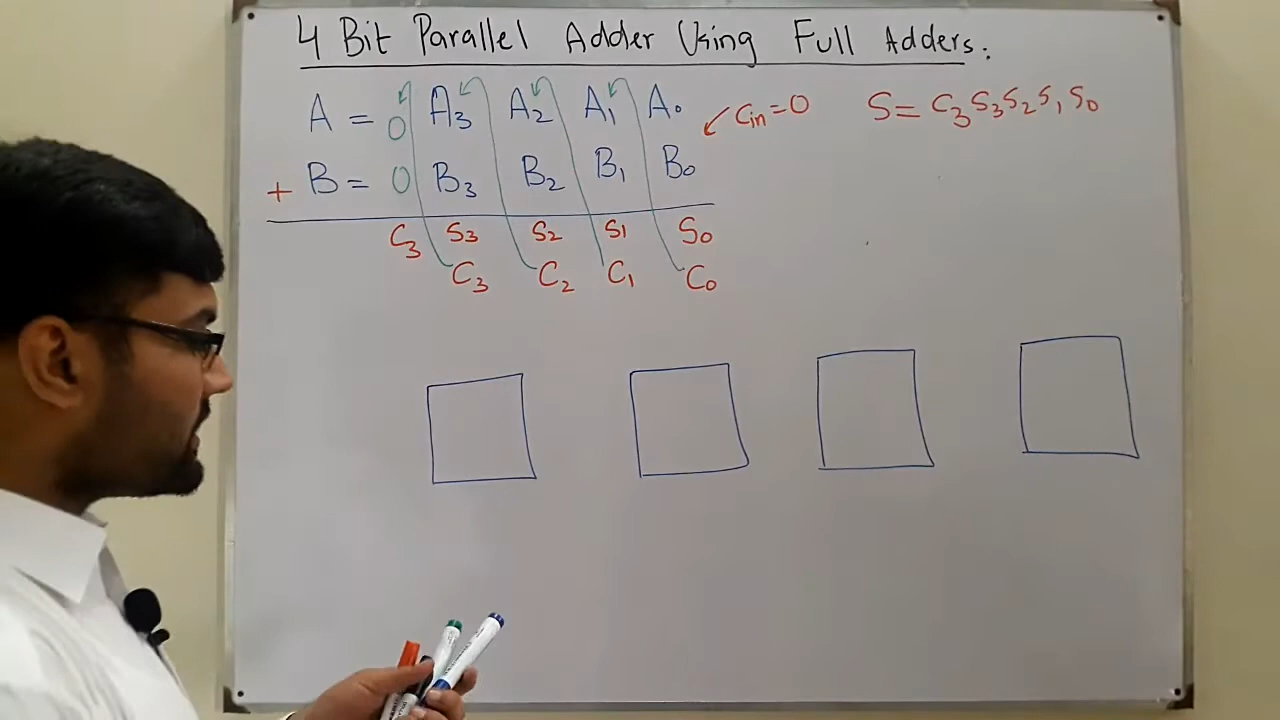 4 Bit Parallel Adder Using Full Adders.
A = 0 A3 A2 A1 A0 Cin=0 S= C3 S3 S2 S1 S0
+ B = 0 B3 B2 B1 B0
C3 S3 S2 S1 S0
C3 C2 C1 C0